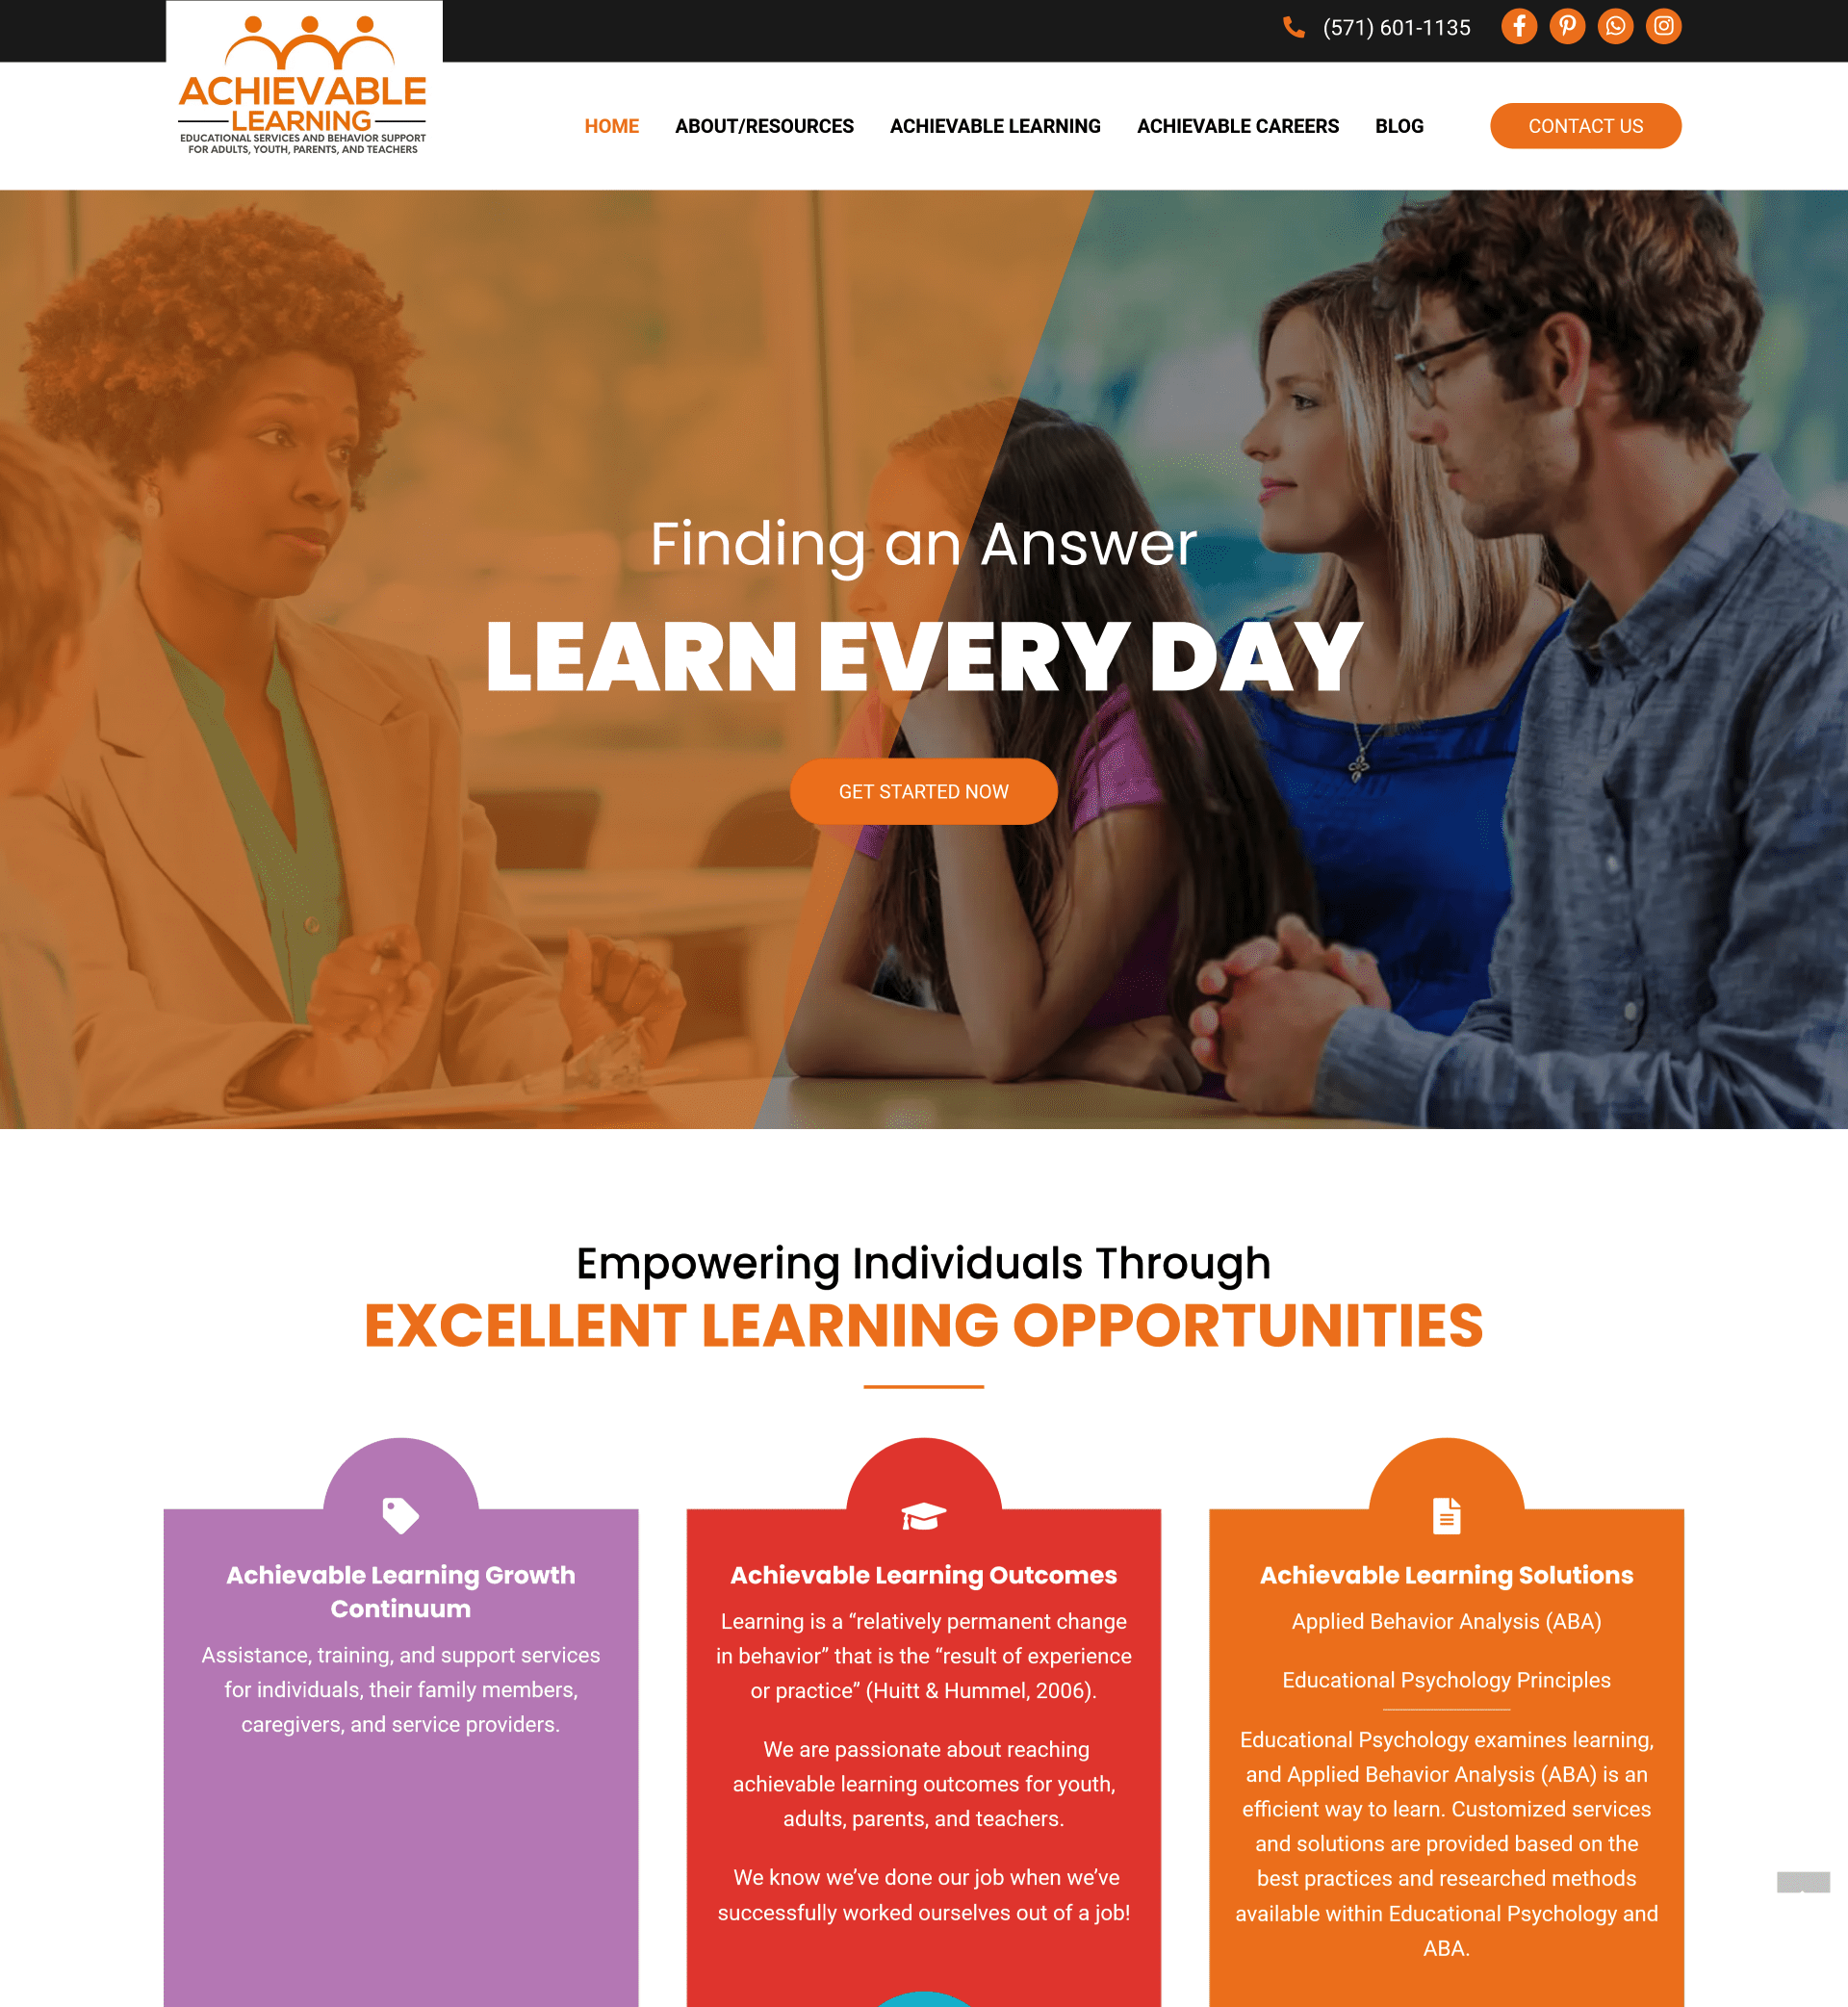 (571) 601-1135
ACHIEVABLE
LEARNING
EDUCATIONAL SERVICES AND BEHAVIOR SUPPORT
FOR ADULTS, YOUTH, PARENTS, AND TEACHERS
HOME
ABOUT/RESOURCES
ACHIEVABLE LEARNING
ACHIEVABLE CAREERS
BLOG
CONTACT US
Finding an Answer
LEARN EVERY DAY
GET STARTED NOW
Empowering Individuals Through
EXCELLENT LEARNING OPPORTUNITIES
Achievable Learning Growth
Continuum
Assistance, training, and support services
for individuals, their family members,
caregivers, and service providers.
Achievable Learning Outcomes
Learning is a “relatively permanent change
in behavior” that is the “result of experience
or practice” (Huitt & Hummel, 2006).
We are passionate about reaching
achievable learning outcomes for youth,
adults, parents, and teachers.
We know we’ve done our job when we’ve
successfully worked ourselves out of a job!
Achievable Learning Solutions
Applied Behavior Analysis (ABA)
Educational Psychology Principles
Educational Psychology examines learning,
and Applied Behavior Analysis (ABA) is an
efficient way to learn. Customized services
and solutions are provided based on the
best practices and researched methods
available within Educational Psychology and
ABA.